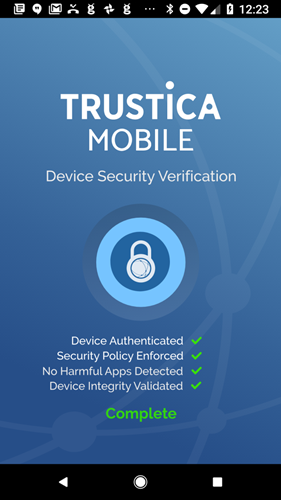 12:23
TRUSTICA
MOBILE
Device Security Verification
Device Authenticated
Security Policy Enforced
No Harmful Apps Detected
Device Integrity Validated
Complete